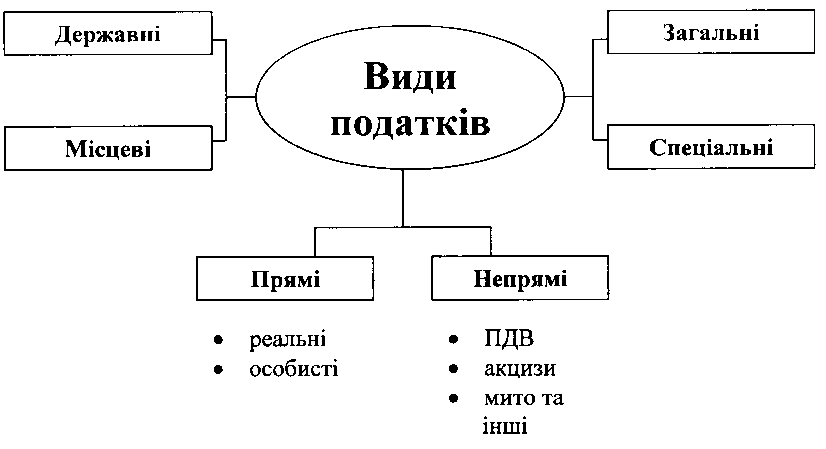 Державні
Види
податків
Загальні
Місцеві
Спеціальні
Прямі
• реальні
• особисті
Непрямі
• ПДВ
• акцизи
• мито та
інші